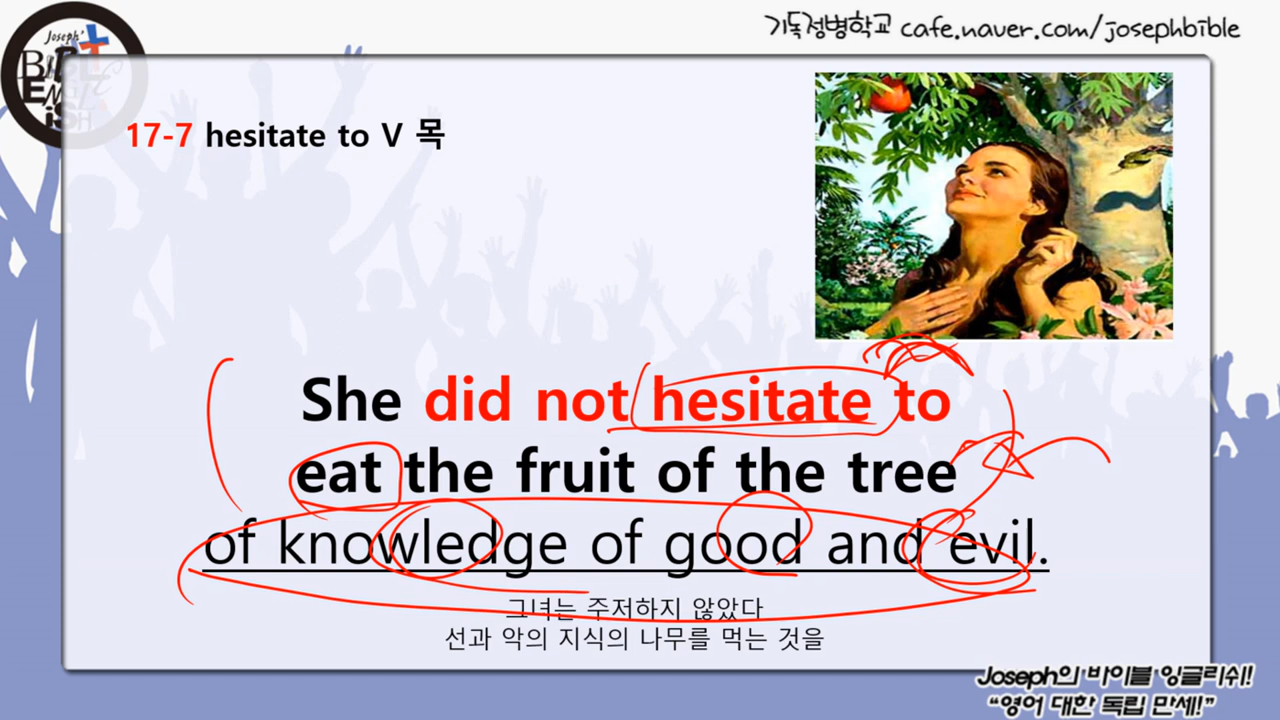 Joseph'
BIBLE
ENGLISH
기독정병학교 cafe.naver.com/josephbible
17-7 hesitate to V 목
She did not hesitate to
eat the fruit of the tree
of knowledge of good and evil.
그녀는 주저하지 않았다
선과 악의 지식의 나무를 먹는 것을
Joseph의 바이블 잉글리쉬!
“영어 대한 독립 만세!”